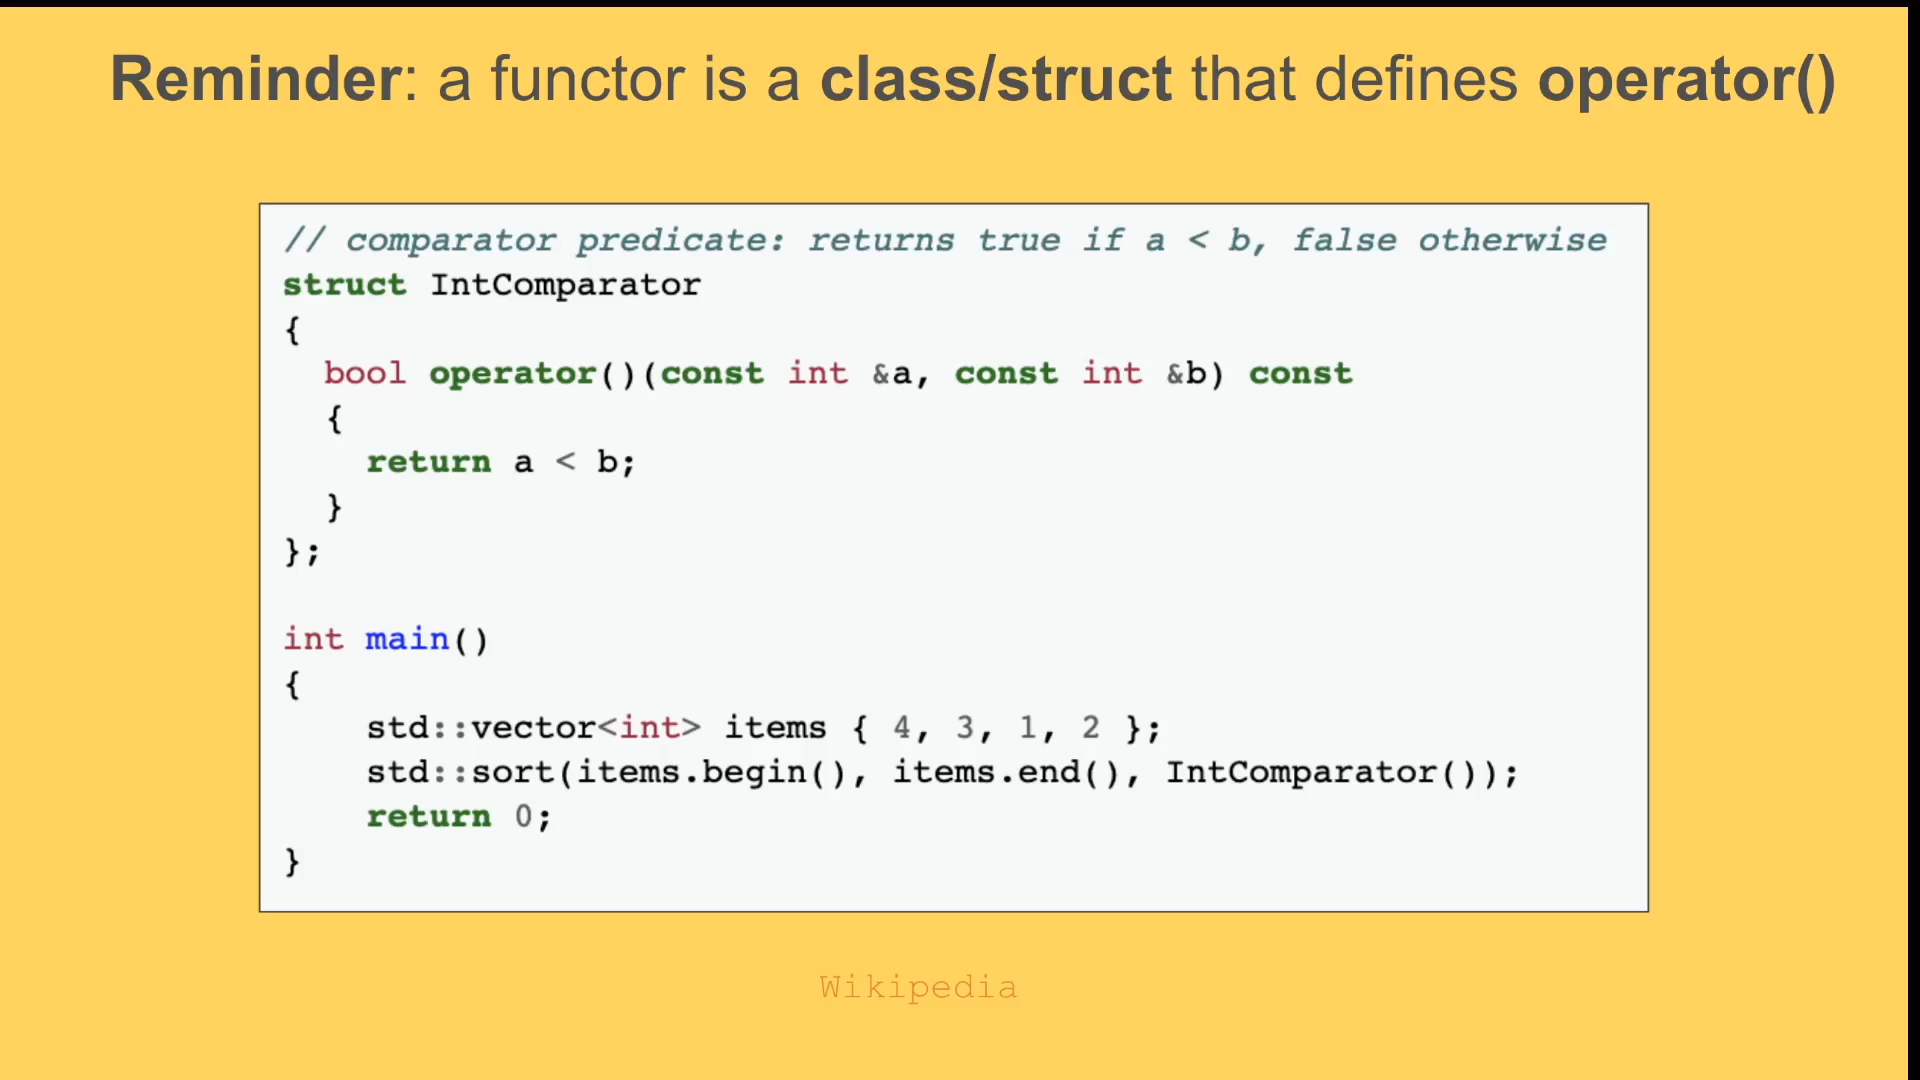 Reminder: a functor is a class/struct that defines operator()
// comparator predicate: returns true if a < b, false otherwise
struct IntComparator
{
  bool operator()(const int &a, const int &b) const
  {
    return a < b;
  }
};
int main()
{
    std::vector<int> items { 4, 3, 1, 2 };
    std::sort(items.begin(), items.end(), IntComparator());
    return 0;
}
Wikipedia